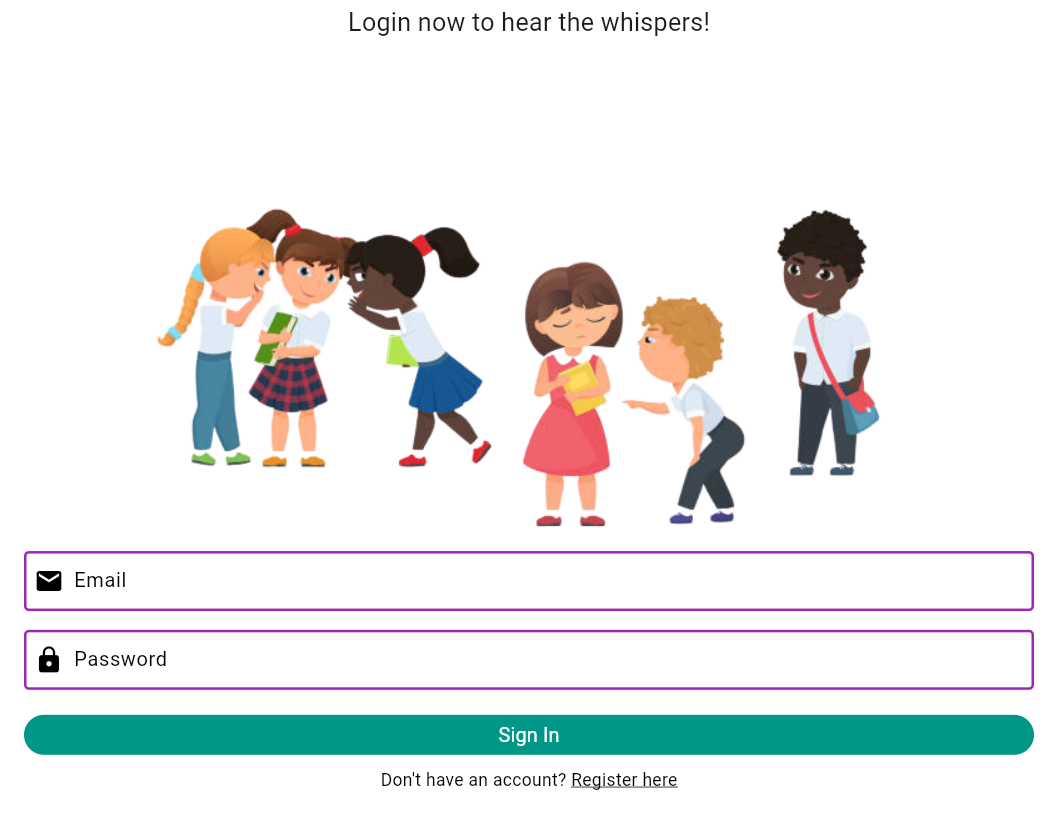 Login now to hear the whispers!
Email
Password
Sign In
Don't have an account? Register here